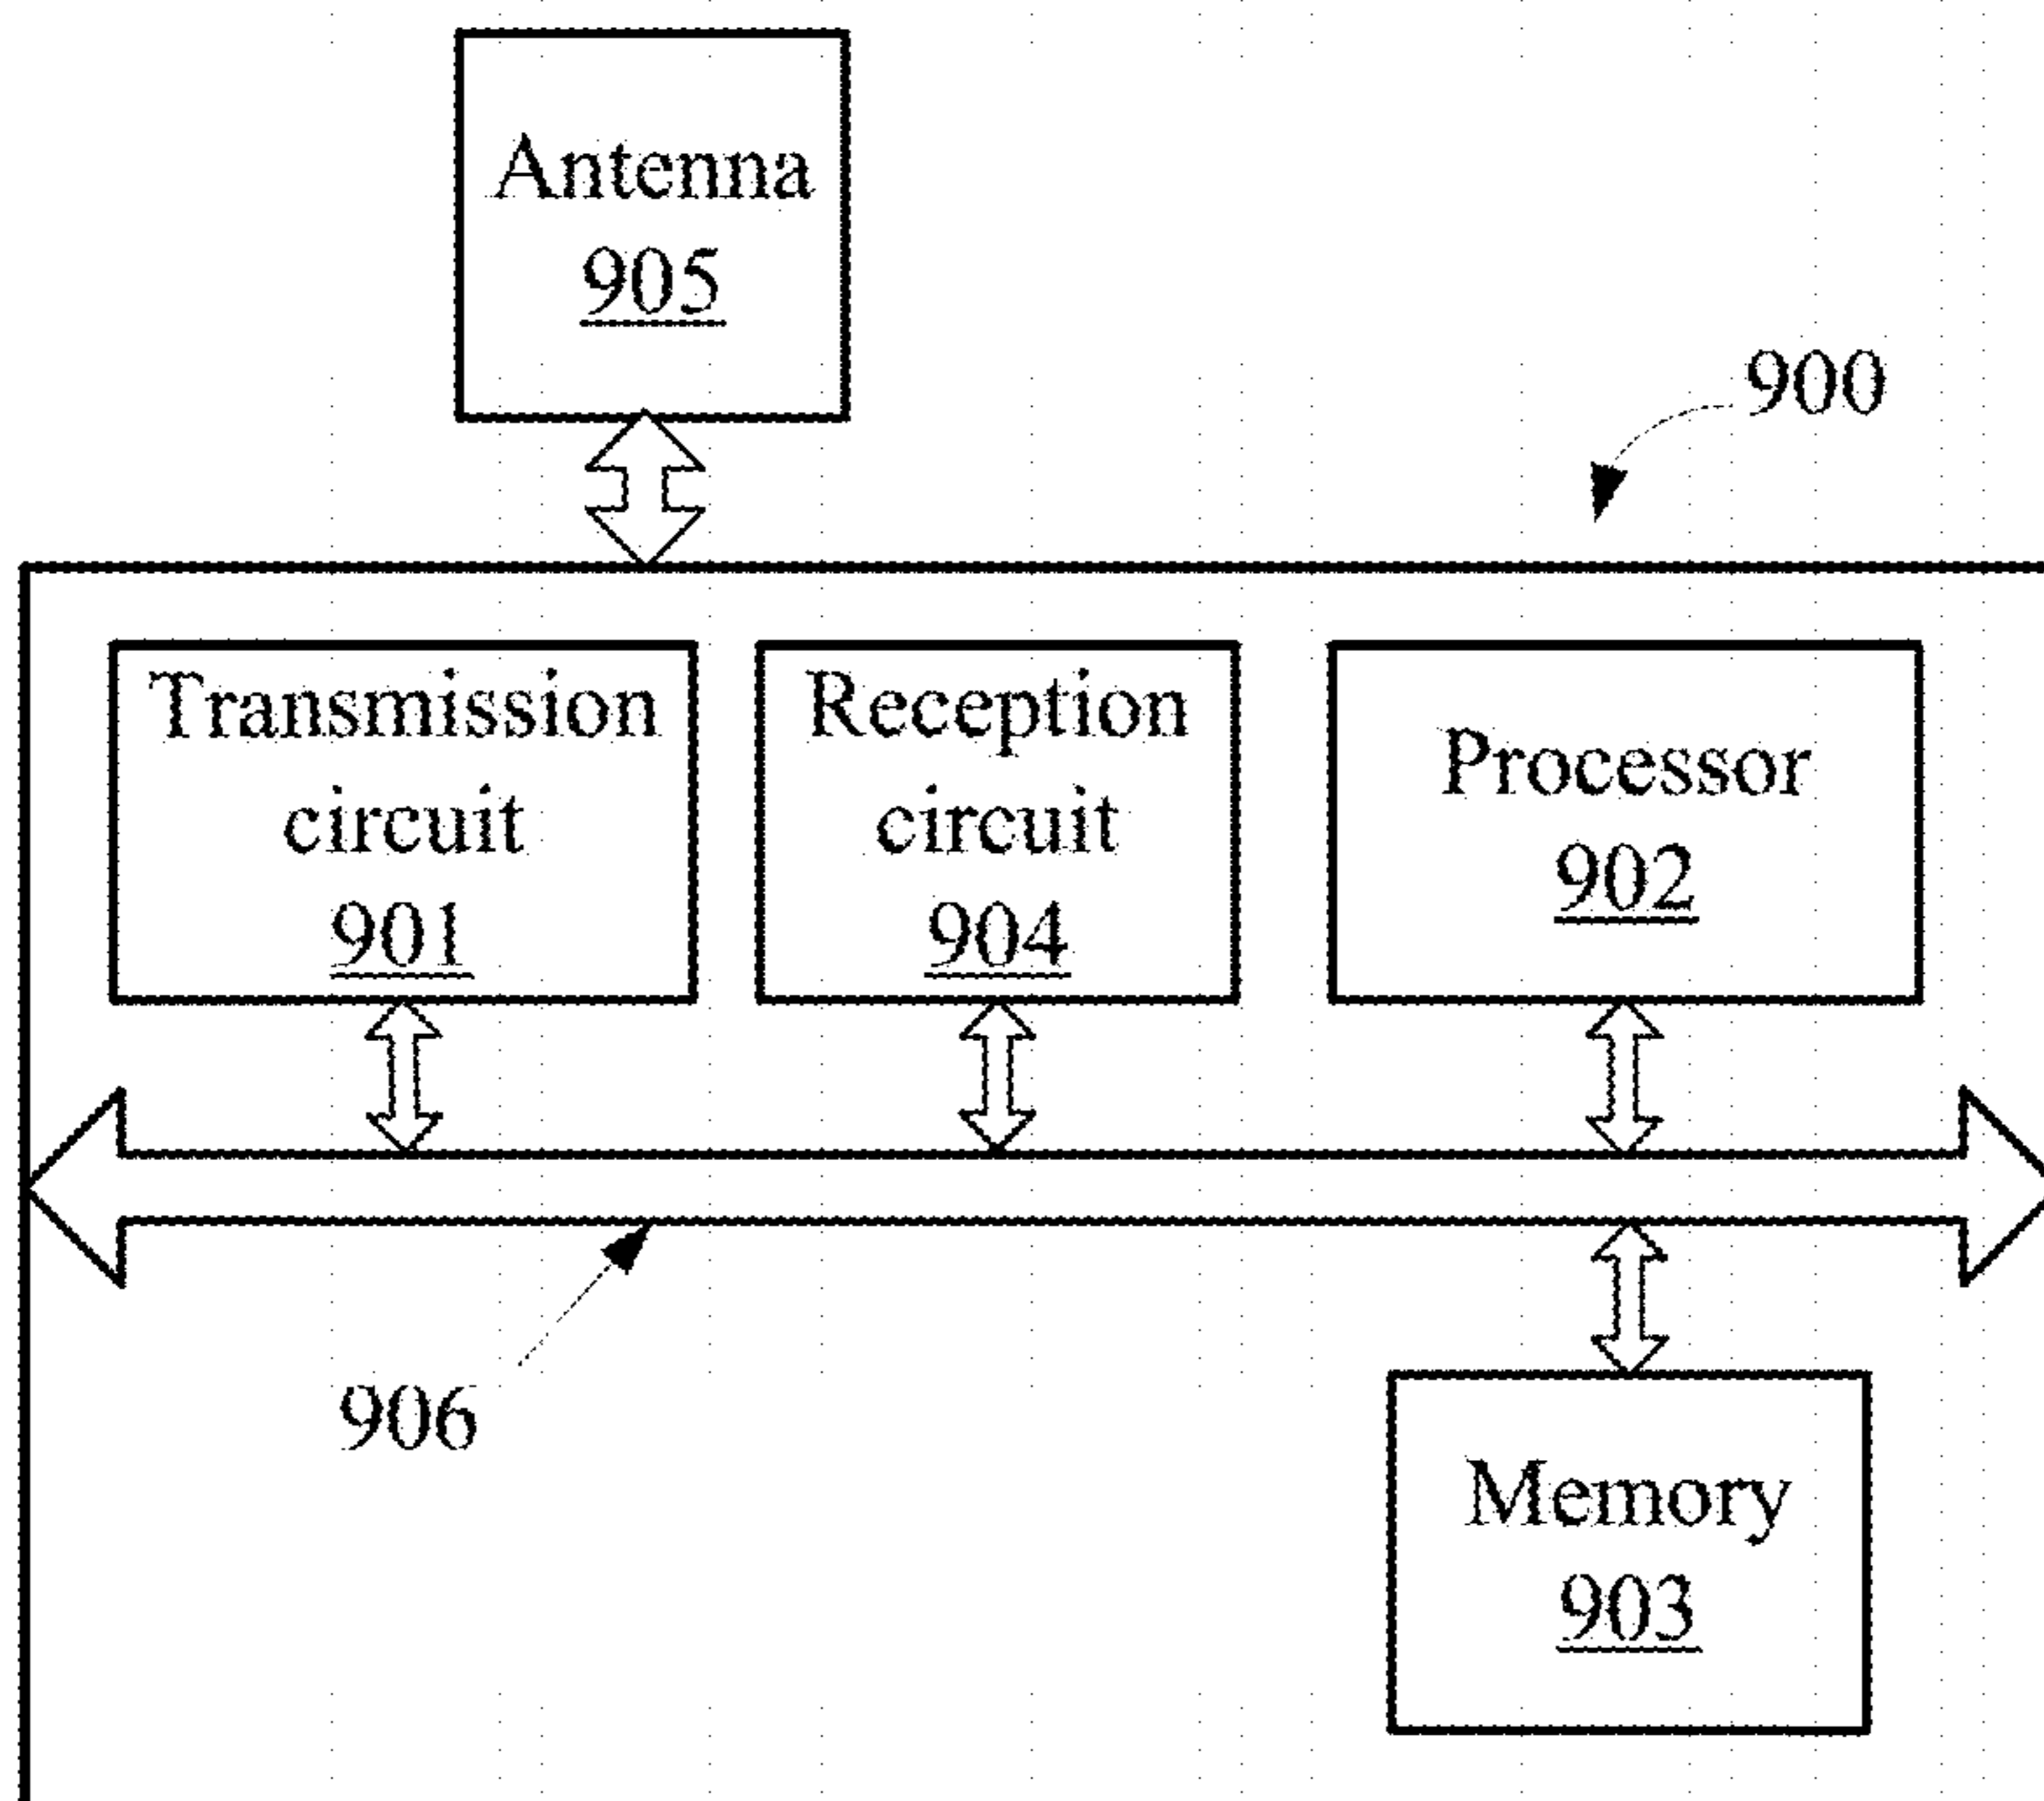 Antenna
905
900
Transmission
circuit
901
Reception
circuit
904
Processor
902
906
Memory
903